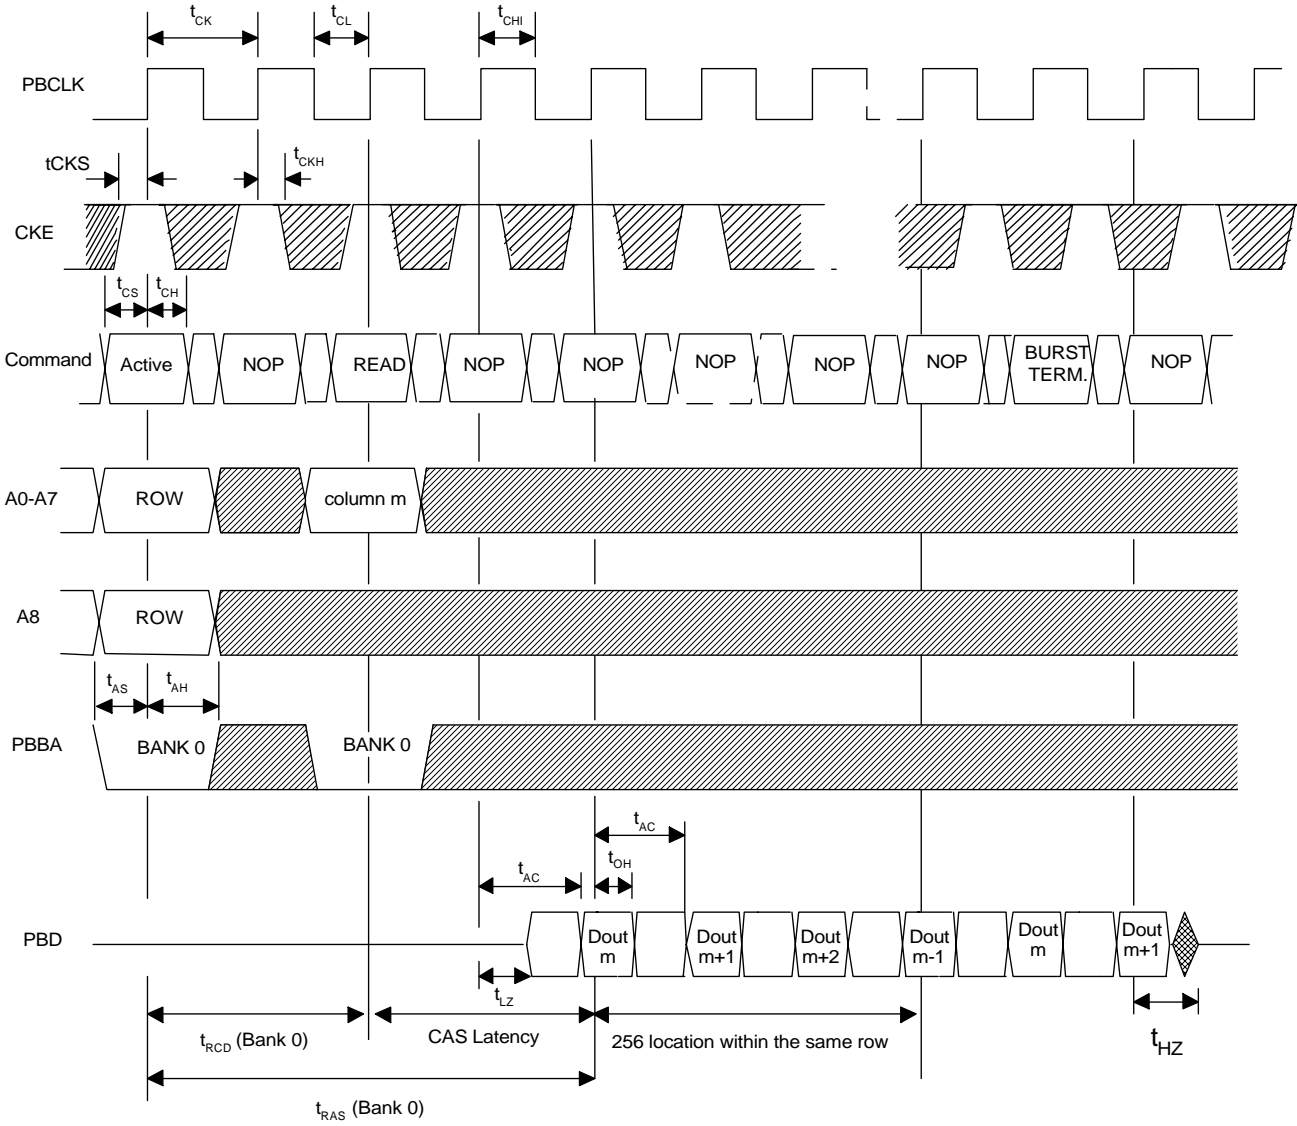 tCK tCL tCHI
PBCLK
tCKS tCKH
CKE
tCS tCH
Command Active NOP READ NOP NOP NOP NOP NOP BURST TERM. NOP
A0-A7 ROW column m
A8 ROW
tAS tAH
PBBA BANK 0 BANK 0
tAC
tAC tOH
PBD Dout m Dout m+1 Dout m+2 Dout m-1 Dout m Dout m+1
tLZ
tRCD (Bank 0) CAS Latency 256 location within the same row tHZ
tRAS (Bank 0)